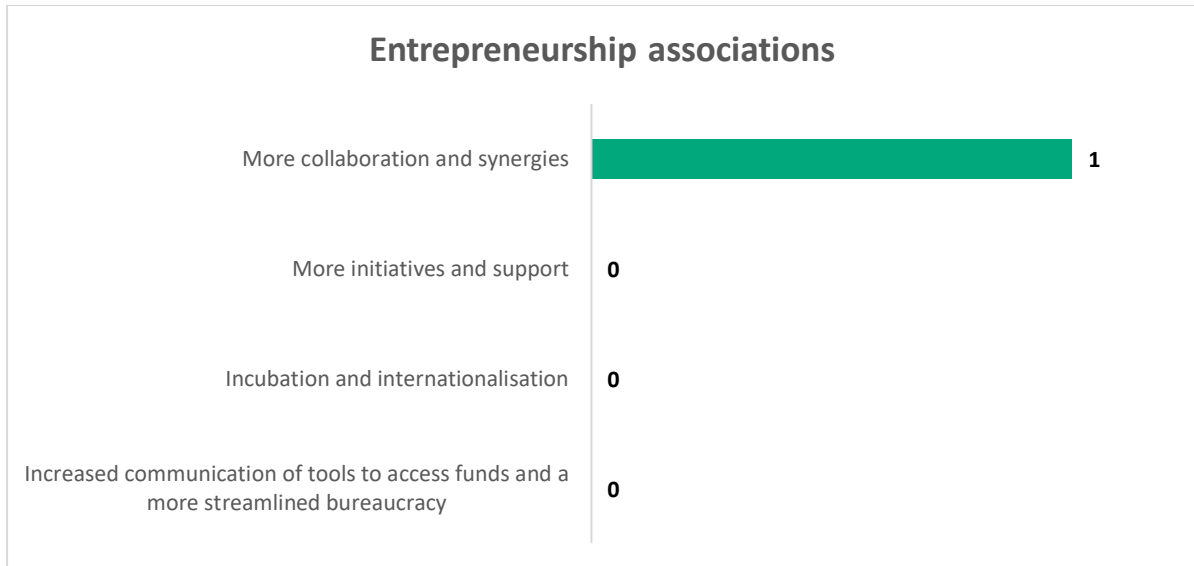 Entrepreneurship associations
More collaboration and synergies
1
More initiatives and support
0
Incubation and internationalisation
0
Increased communication of tools to access funds and a
more streamlined bureaucracy
0